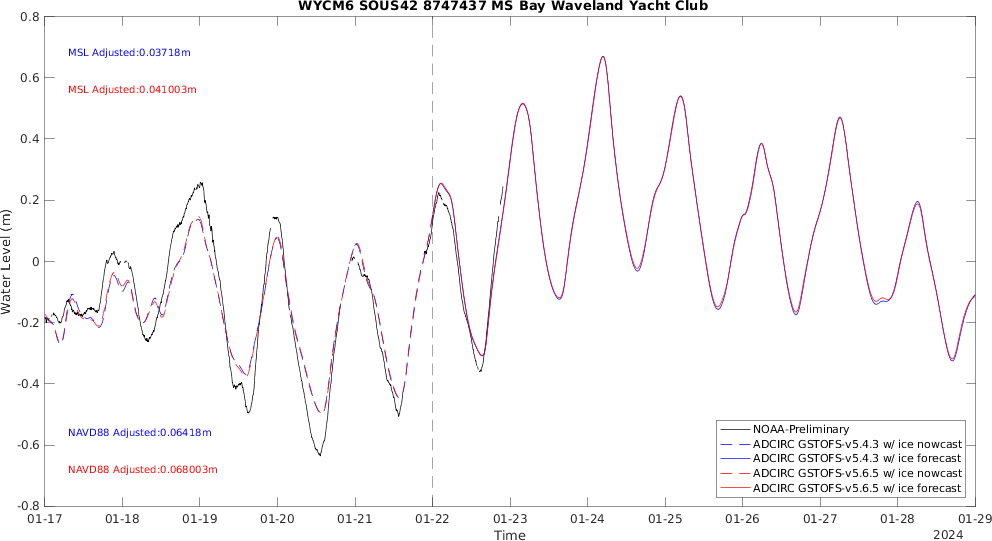 WYCM6 SOUS42 8747437 MS Bay Waveland Yacht Club
0.8
0.6
0.4
0.2
0
-0.2
-0.4
-0.6
-0.8
Water Level (m)
MSL Adjusted:0.03718m
MSL Adjusted:0.041003m
NAVD88 Adjusted:0.06418m
NAVD88 Adjusted:0.068003m
NOAA-Preliminary
ADCIRC GSTOFS-v5.4.3 w/ ice nowcast
ADCIRC GSTOFS-v5.4.3 w/ ice forecast
ADCIRC GSTOFS-v5.6.5 w/ ice nowcast
ADCIRC GSTOFS-v5.6.5 w/ ice forecast
01-17 01-18 01-19 01-20 01-21 01-22 01-23 01-24 01-25 01-26 01-27 01-28 01-29
Time
2024